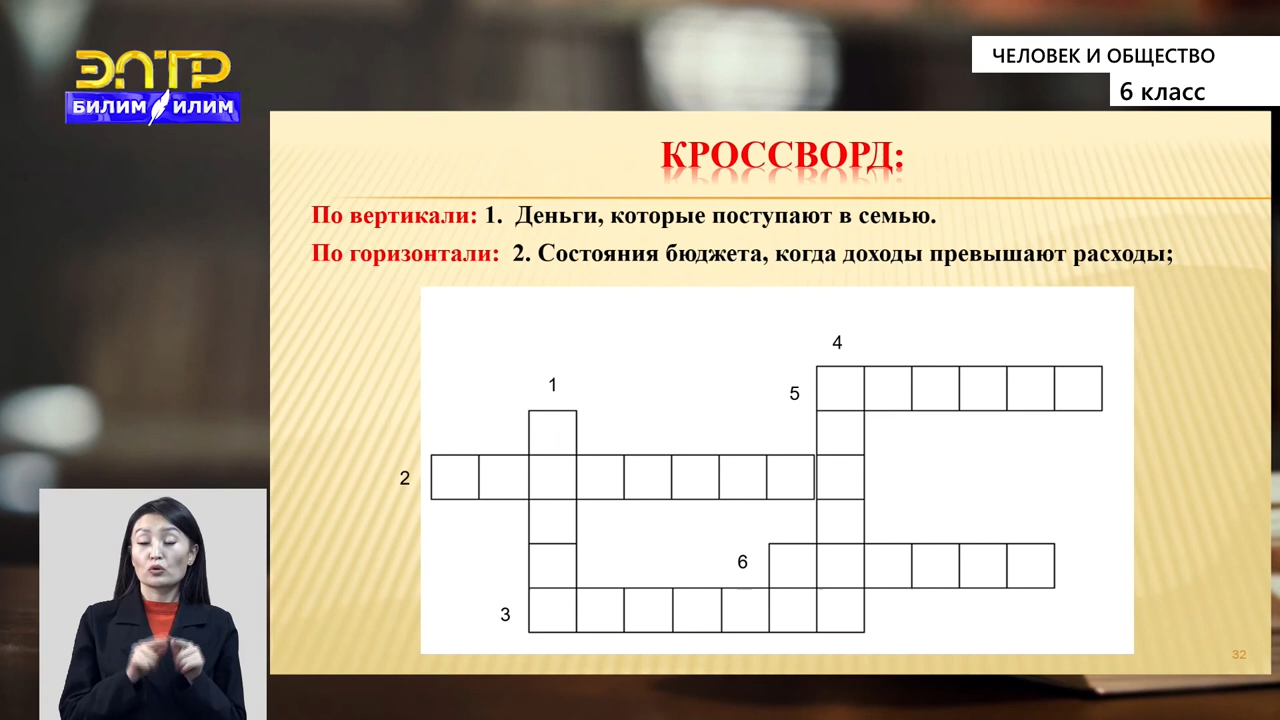 ЭЛТР
БИЛИМ ИЛИМ
ЧЕЛОВЕК И ОБЩЕСТВО
6 класс
КРОССВОРД:
По вертикали: 1. Деньги, которые поступают в семью.
По горизонтали: 2. Состояния бюджета, когда доходы превышают расходы;
4
1
5
2
6
3
32